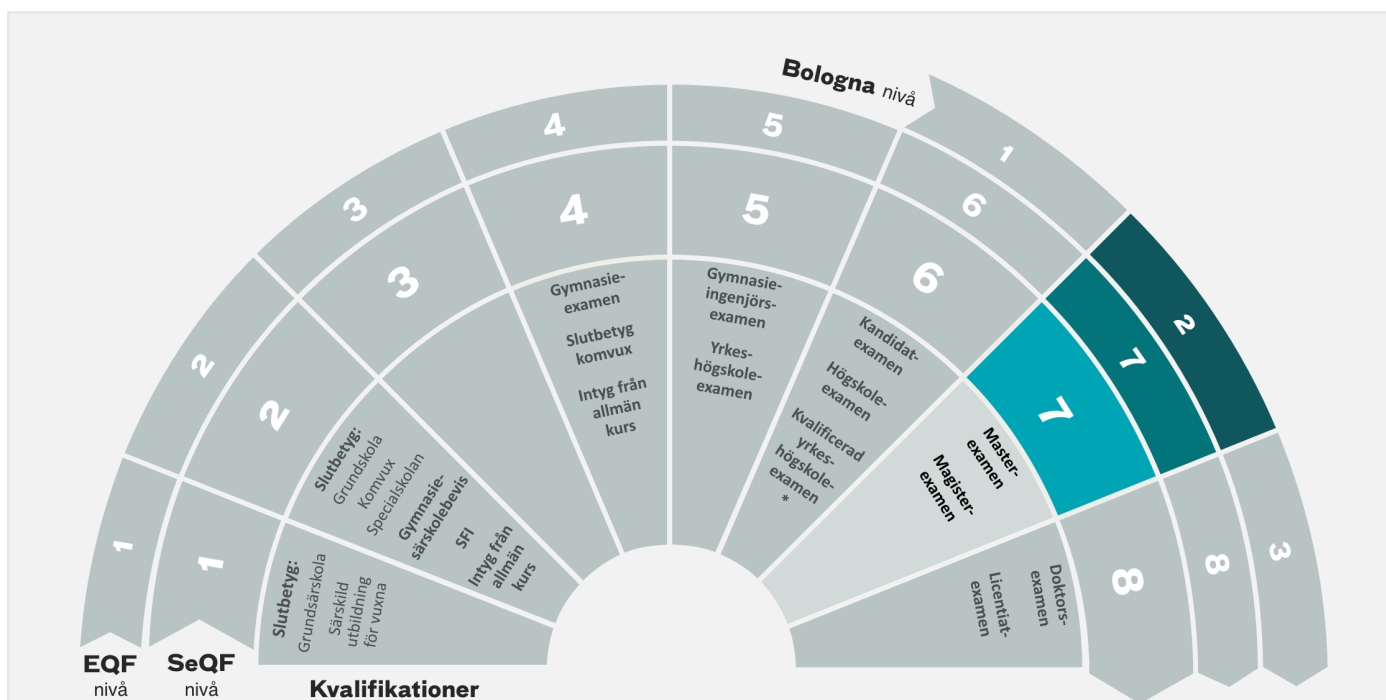 Bologna nivå
1
2
3
1
2
3
4
5
6
7
8
1
2
3
4
5
6
7
8
Slutbetyg:
Grundsärskola
Särskild
utbildning
för vuxna
Slutbetyg:
Grundskola
Komvux
Specialskolan
Gymnasie-
särskolebevis
SFI
Intyg från
allmän
kurs
Gymnasie-
examen
Slutbetyg
komvux
Intyg från
allmän
kurs
Gymnasie-
ingenjörs-
examen
Yrkes-
högskole-
examen
Kandidat-
examen
Högskole-
examen
Kvalificerad
yrkes-
högskole-
examen
*
Master-
examen
Magister-
examen
Doktors-
examen
Licentiat-
examen
EQF
nivå
SeQF
nivå
Kvalifikationer